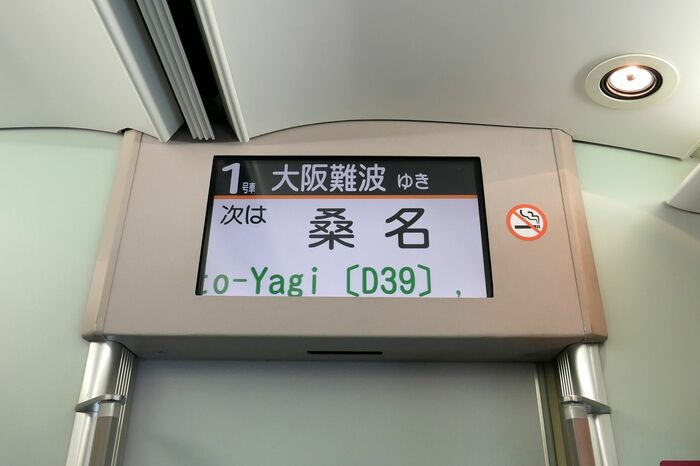 1号車 大阪難波 ゆき
次は 桑名
to-Yagi〔D39〕,